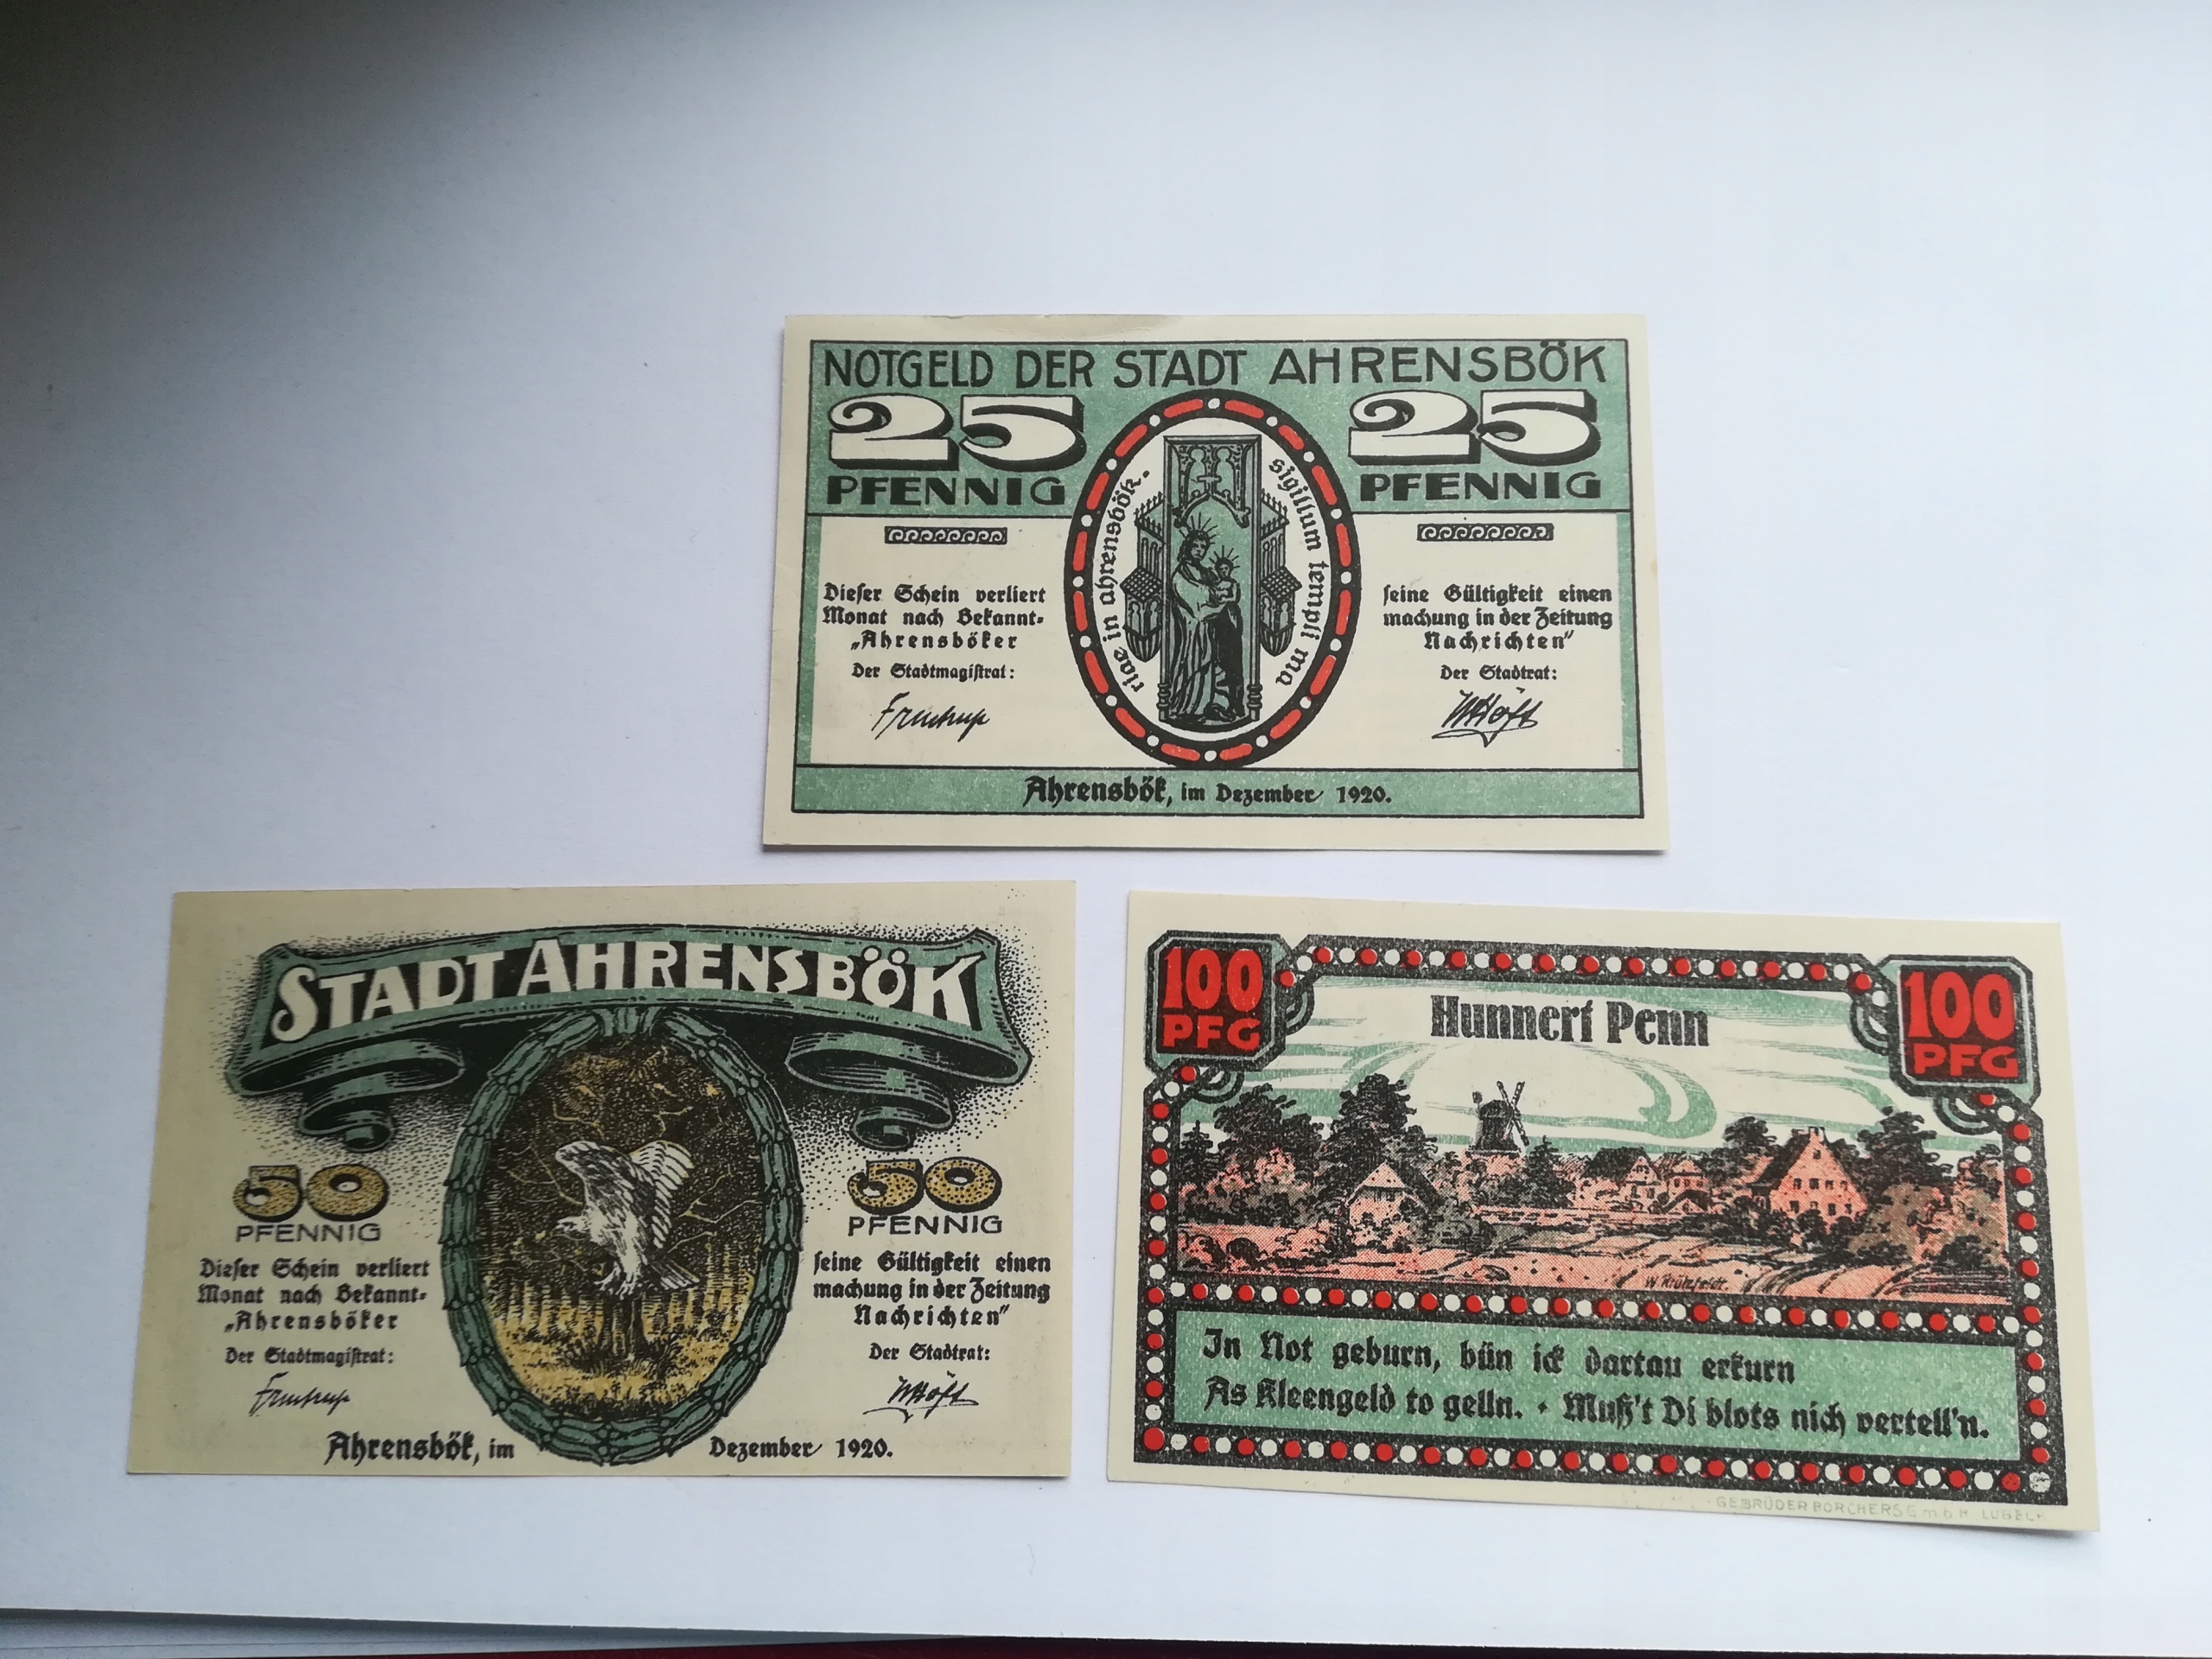 NOTGELD DER STADT AHRENSBÖK
25 25
PFENNIG PFENNIG
sigillum templi ma
riae in ahrensbök.
Dieser Schein verliert seine Gültigkeit einen
Monat nach Bekannt- machung in der Zeitung
„Ahrensböker Nachrichten“
Der Stadtmagistrat: Der Stadtrat:
Ahrensbök, im Dezember 1920.
STADT AHRENSBÖK
50 50
PFENNIG PFENNIG
Dieser Schein verliert seine Gültigkeit einen
Monat nach Bekannt- machung in der Zeitung
„Ahrensböker Nachrichten“
Der Stadtmagistrat: Der Stadtrat:
Ahrensbök, im Dezember 1920.
100 100
PFG PFG
Hunnert Penn
W Krützfeldt.
In Not geburn, bün ick dartau erkurn
As Kleengeld to gelln. · Muß't Di blots nich vertell'n.
GEBRÜDER BORCHERS G m b H LÜBECK